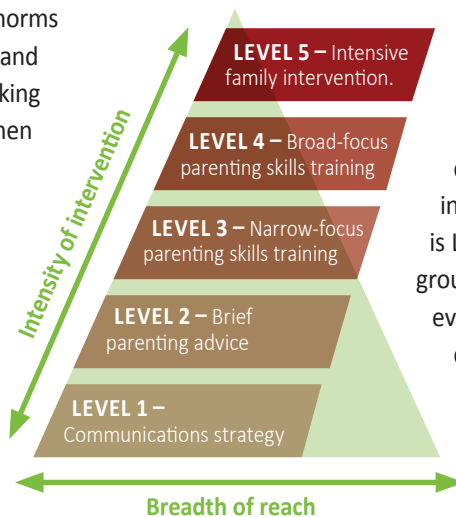 norms
and
king
hen
LEVEL 5 – Intensive
family intervention.
LEVEL 4 – Broad-focus
parenting skills training
LEVEL 3 – Narrow-focus
parenting skills training
LEVEL 2 – Brief
parenting advice
LEVEL 1 –
Communications strategy
Intensity of intervention
Breadth of reach
in
is L
grou
ev